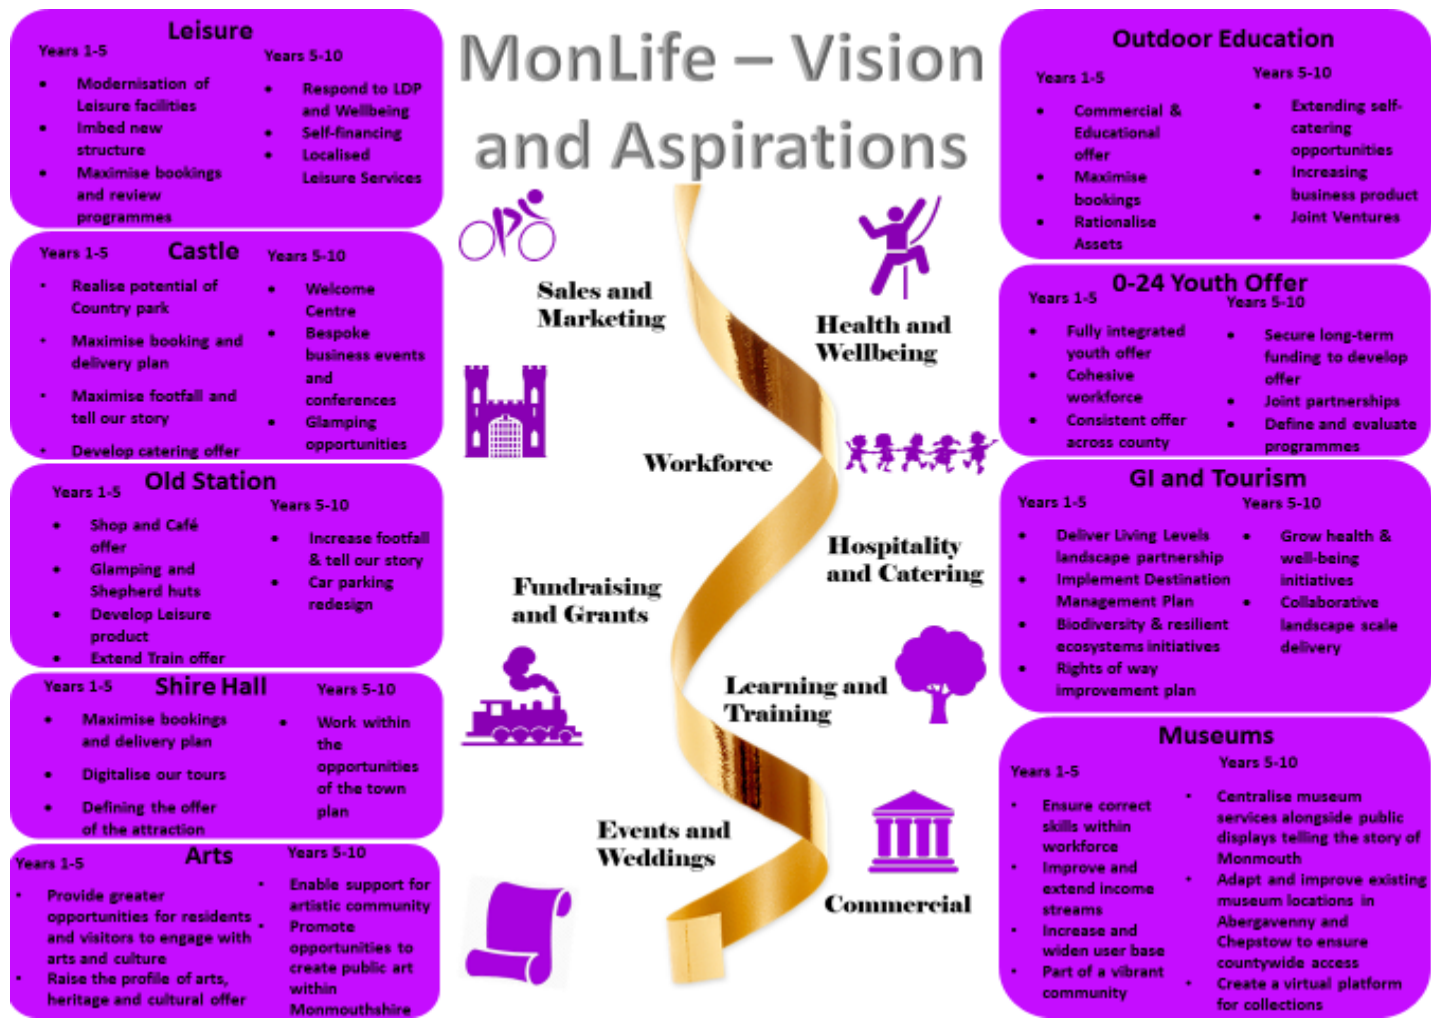 MonLife – Vision
and Aspirations
Leisure
Years 1-5
• Modernisation of
Leisure facilities
• Imbed new
structure
• Maximise bookings
and review
programmes
Years 5-10
• Respond to LDP
and Wellbeing
• Self-financing
• Localised
Leisure Services
Castle
Years 1-5
• Realise potential of
Country park
• Maximise booking and
delivery plan
• Maximise footfall and
tell our story
• Develop catering offer
Years 5-10
• Welcome
Centre
• Bespoke
business events
and
conferences
• Glamping
opportunities
Old Station
Years 1-5
• Shop and Café
offer
• Glamping and
Shepherd huts
• Develop Leisure
product
• Extend Train offer
Years 5-10
• Increase footfall
& tell our story
• Car parking
redesign
Shire Hall
Years 1-5
• Maximise bookings
and delivery plan
• Digitalise our tours
• Defining the offer
of the attraction
Years 5-10
• Work within
the
opportunities
of the town
plan
Arts
Years 1-5
• Provide greater
opportunities for residents
and visitors to engage with
arts and culture
• Raise the profile of arts,
heritage and cultural offer
Years 5-10
• Enable support for
artistic community
• Promote
opportunities to
create public art
within
Monmouthshire
Sales and
Marketing
Health and
Wellbeing
Workforce
Hospitality
and Catering
Fundraising
and Grants
Learning and
Training
Events and
Weddings
Commercial
Outdoor Education
Years 1-5
• Commercial &
Educational
offer
• Maximise
bookings
• Rationalise
Assets
Years 5-10
• Extending self-
catering
opportunities
• Increasing
business product
• Joint Ventures
0-24 Youth Offer
Years 1-5
• Fully integrated
youth offer
• Cohesive
workforce
• Consistent offer
across county
Years 5-10
• Secure long-term
funding to develop
offer
• Joint partnerships
• Define and evaluate
programmes
GI and Tourism
Years 1-5
• Deliver Living Levels
landscape partnership
• Implement Destination
Management Plan
• Biodiversity & resilient
ecosystems initiatives
• Rights of way
improvement plan
Years 5-10
• Grow health &
well-being
initiatives
• Collaborative
landscape scale
delivery
Museums
Years 1-5
• Ensure correct
skills within
workforce
• Improve and
extend income
streams
• Increase and
widen user base
• Part of a vibrant
community
Years 5-10
• Centralise museum
services alongside public
displays telling the story of
Monmouth
• Adapt and improve existing
museum locations in
Abergavenny and
Chepstow to ensure
countywide access
• Create a virtual platform
for collections